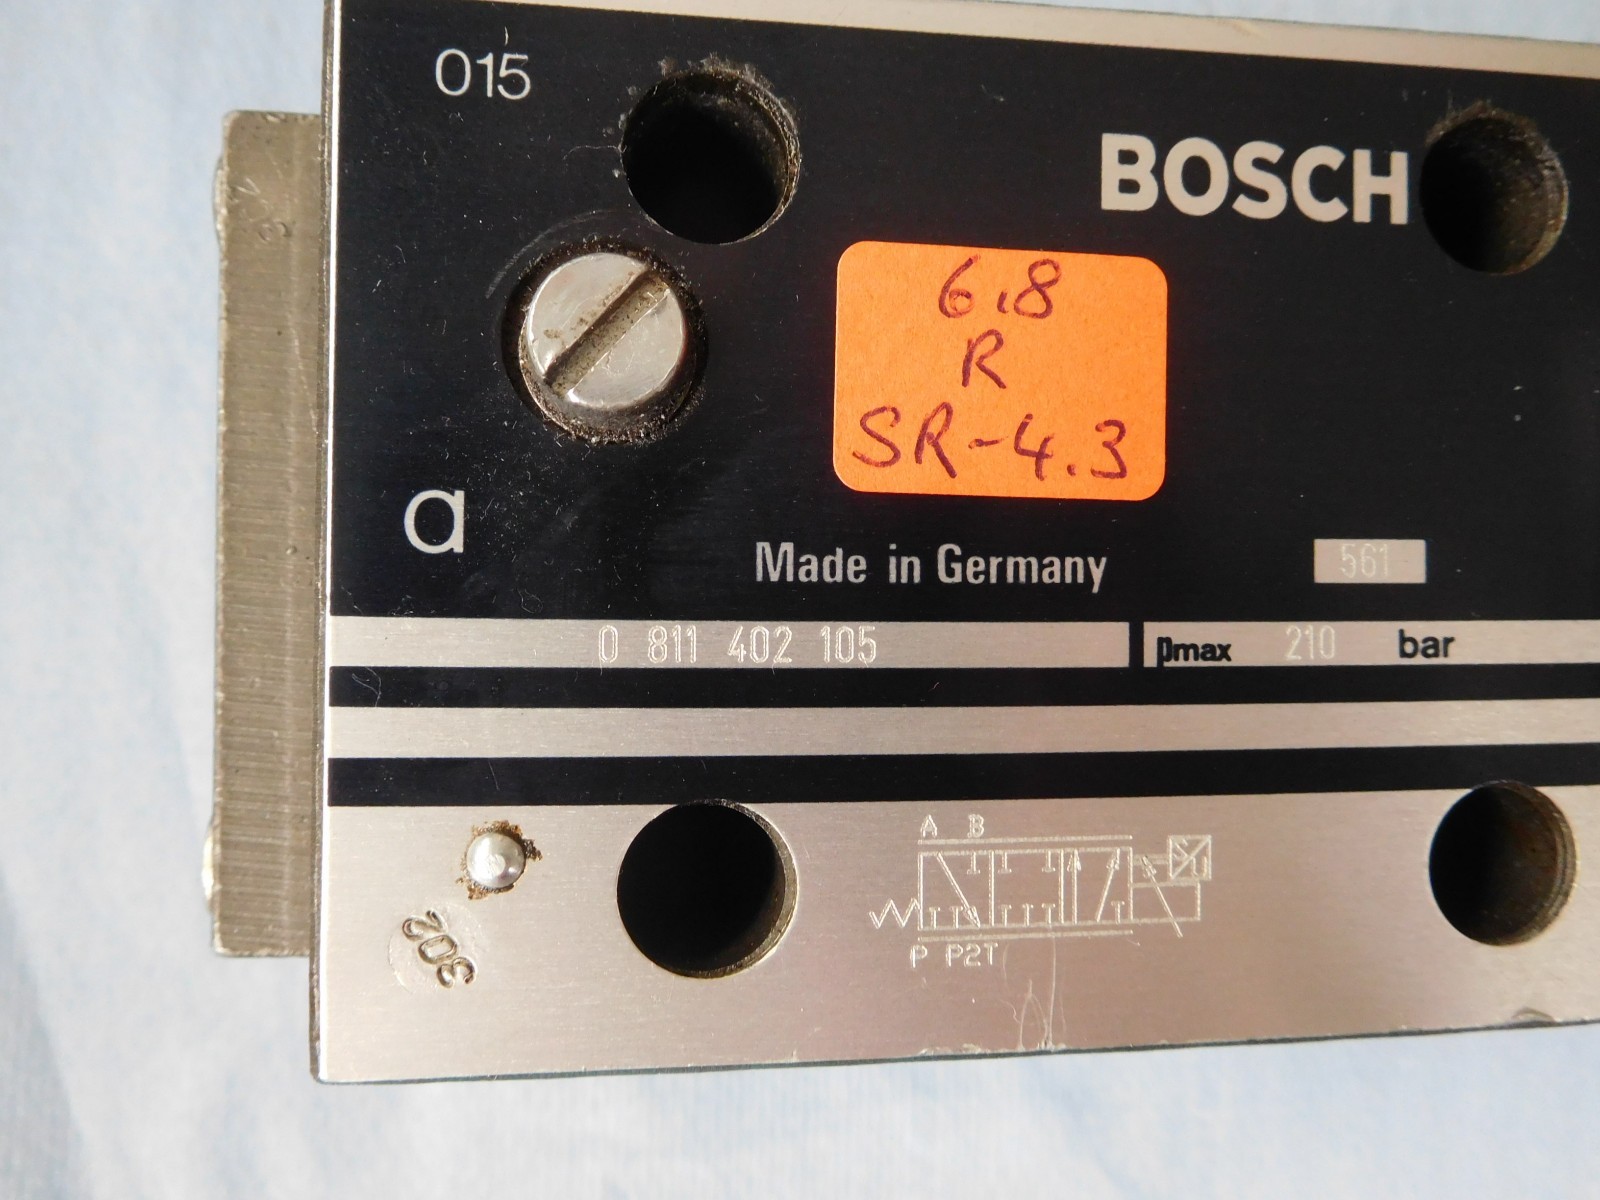 015
BOSCH
6.8
R
SR-4.3
a
Made in Germany
561
0 811 402 105
pmax 210 bar
A B
U
P P2T
302